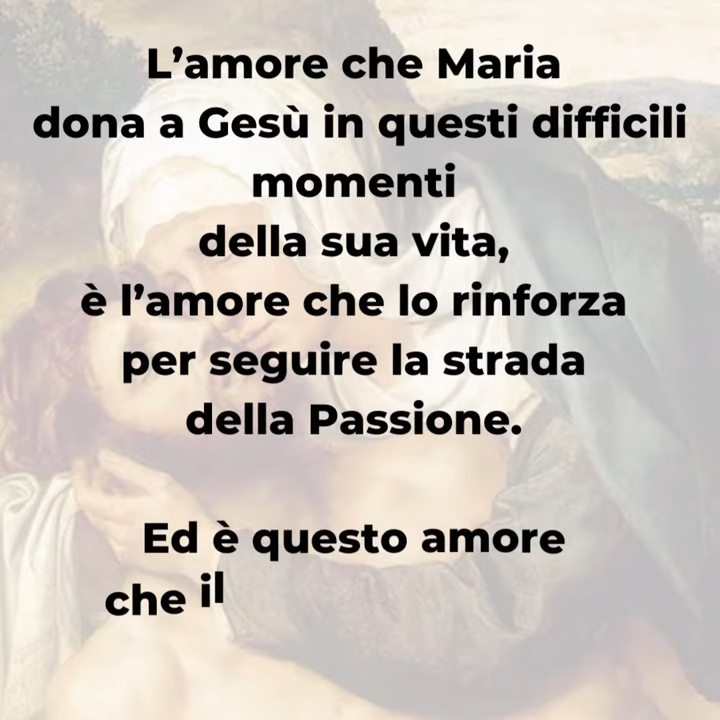 L’amore che Maria
dona a Gesù in questi difficili
momenti
della sua vita,
è l’amore che lo rinforza
per seguire la strada
della Passione.
Ed è questo amore
che il